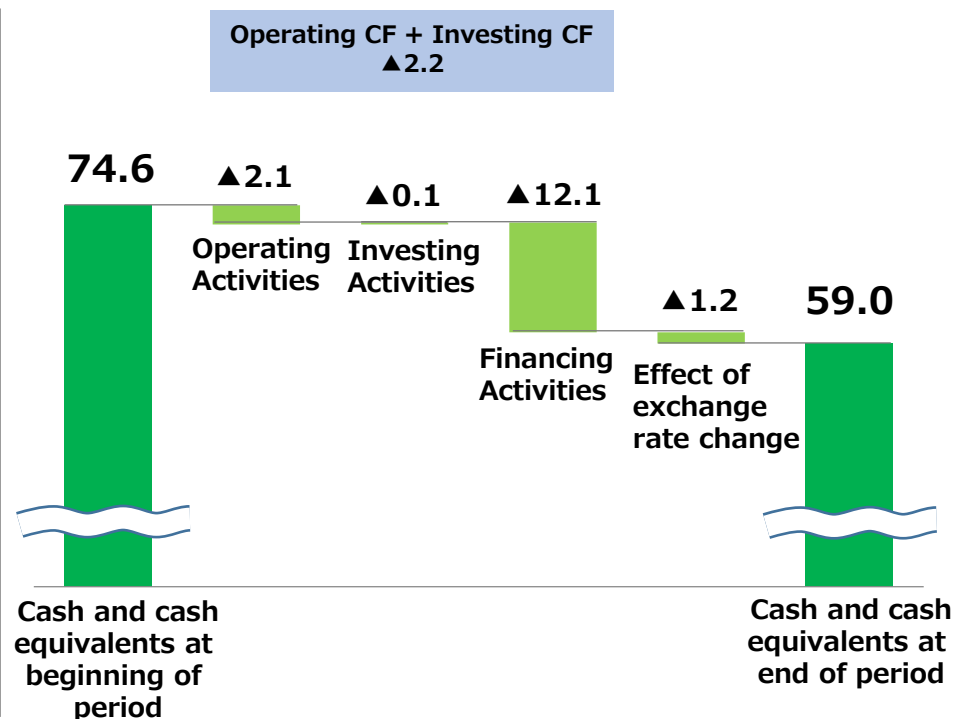 Operating CF + Investing CF
▲2.2
74.6
▲2.1
▲0.1
▲12.1
▲1.2
59.0
Operating
Activities
Investing
Activities
Financing
Activities
Effect of
exchange
rate change
Cash and cash
equivalents at
beginning of
period
Cash and cash
equivalents at
end of period